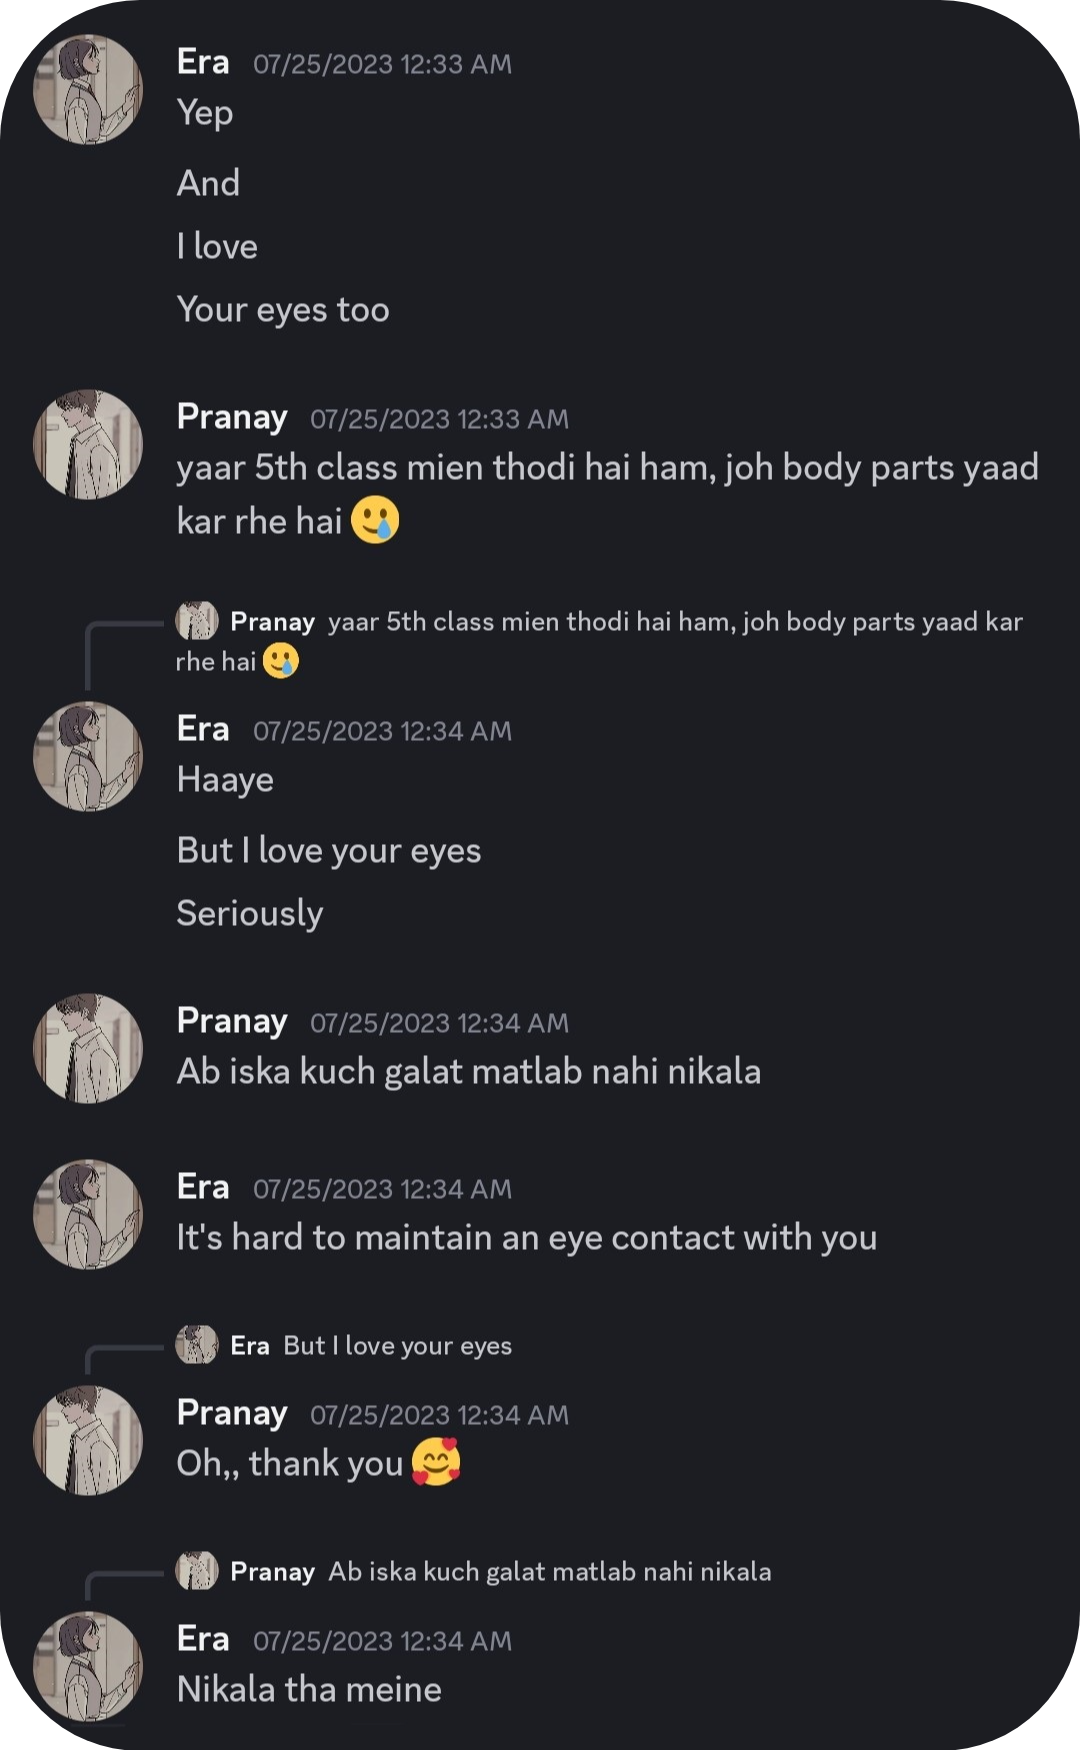 Era 07/25/2023 12:33 AM
Yep
And
I love
Your eyes too
Pranay 07/25/2023 12:33 AM
yaar 5th class mien thodi hai ham, joh body parts yaad
kar rhe hai 🥲
Pranay yaar 5th class mien thodi hai ham, joh body parts yaad kar
rhe hai 🥲
Era 07/25/2023 12:34 AM
Haaye
But I love your eyes
Seriously
Pranay 07/25/2023 12:34 AM
Ab iska kuch galat matlab nahi nikala
Era 07/25/2023 12:34 AM
It's hard to maintain an eye contact with you
Era But I love your eyes
Pranay 07/25/2023 12:34 AM
Oh,, thank you 🥰
Pranay Ab iska kuch galat matlab nahi nikala
Era 07/25/2023 12:34 AM
Nikala tha meine